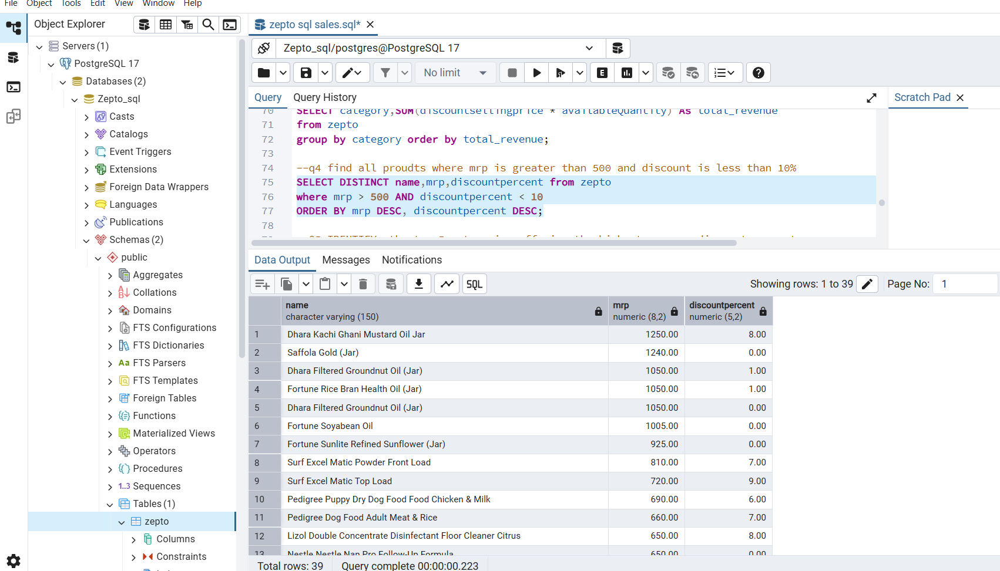 File Object Tools Edit View Window Help
Object Explorer
zepto sql sales.sql*
Servers (1)
PostgreSQL 17
Databases (2)
Zepto_sql
Casts
Catalogs
Event Triggers
Extensions
Foreign Data Wrappers
Languages
Publications
Schemas (2)
public
Aggregates
Collations
Domains
FTS Configurations
FTS Dictionaries
Aa FTS Parsers
FTS Templates
Foreign Tables
Functions
Materialized Views
Operators
Procedures
1..3 Sequences
Tables (1)
zepto
Columns
Constraints
Zepto_sql/postgres@PostgreSQL 17
No limit
E
Query Query History
Scratch Pad
70 SELECT category,SUM(discountsellingprice * availableQuantity) As total_revenue
71 from zepto
72 group by category order by total_revenue;
73
74 --q4 find all proudts where mrp is greater than 500 and discount is less than 10%
75 SELECT DISTINCT name,mrp,discountpercent from zepto
76 where mrp > 500 AND discountpercent < 10
77 ORDER BY mrp DESC, discountpercent DESC;
78
Data Output Messages Notifications
SQL
Showing rows: 1 to 39
Page No: 1
name mrp discountpercent
character varying (150) numeric (8,2) numeric (5,2)
1 Dhara Kachi Ghani Mustard Oil Jar 1250.00 8.00
2 Saffola Gold (Jar) 1240.00 0.00
3 Dhara Filtered Groundnut Oil (Jar) 1050.00 1.00
4 Fortune Rice Bran Health Oil (Jar) 1050.00 1.00
5 Dhara Filtered Groundnut Oil (Jar) 1050.00 0.00
6 Fortune Soyabean Oil 1005.00 0.00
7 Fortune Sunlite Refined Sunflower (Jar) 925.00 0.00
8 Surf Excel Matic Powder Front Load 810.00 7.00
9 Surf Excel Matic Top Load 720.00 9.00
10 Pedigree Puppy Dry Dog Food Food Chicken & Milk 690.00 6.00
11 Pedigree Dog Food Adult Meat & Rice 660.00 7.00
12 Lizol Double Concentrate Disinfectant Floor Cleaner Citrus 650.00 8.00
13 Nestle Nestle Nan Pro Follow-Up Formula 650.00 0.00
Total rows: 39 Query complete 00:00:00.223